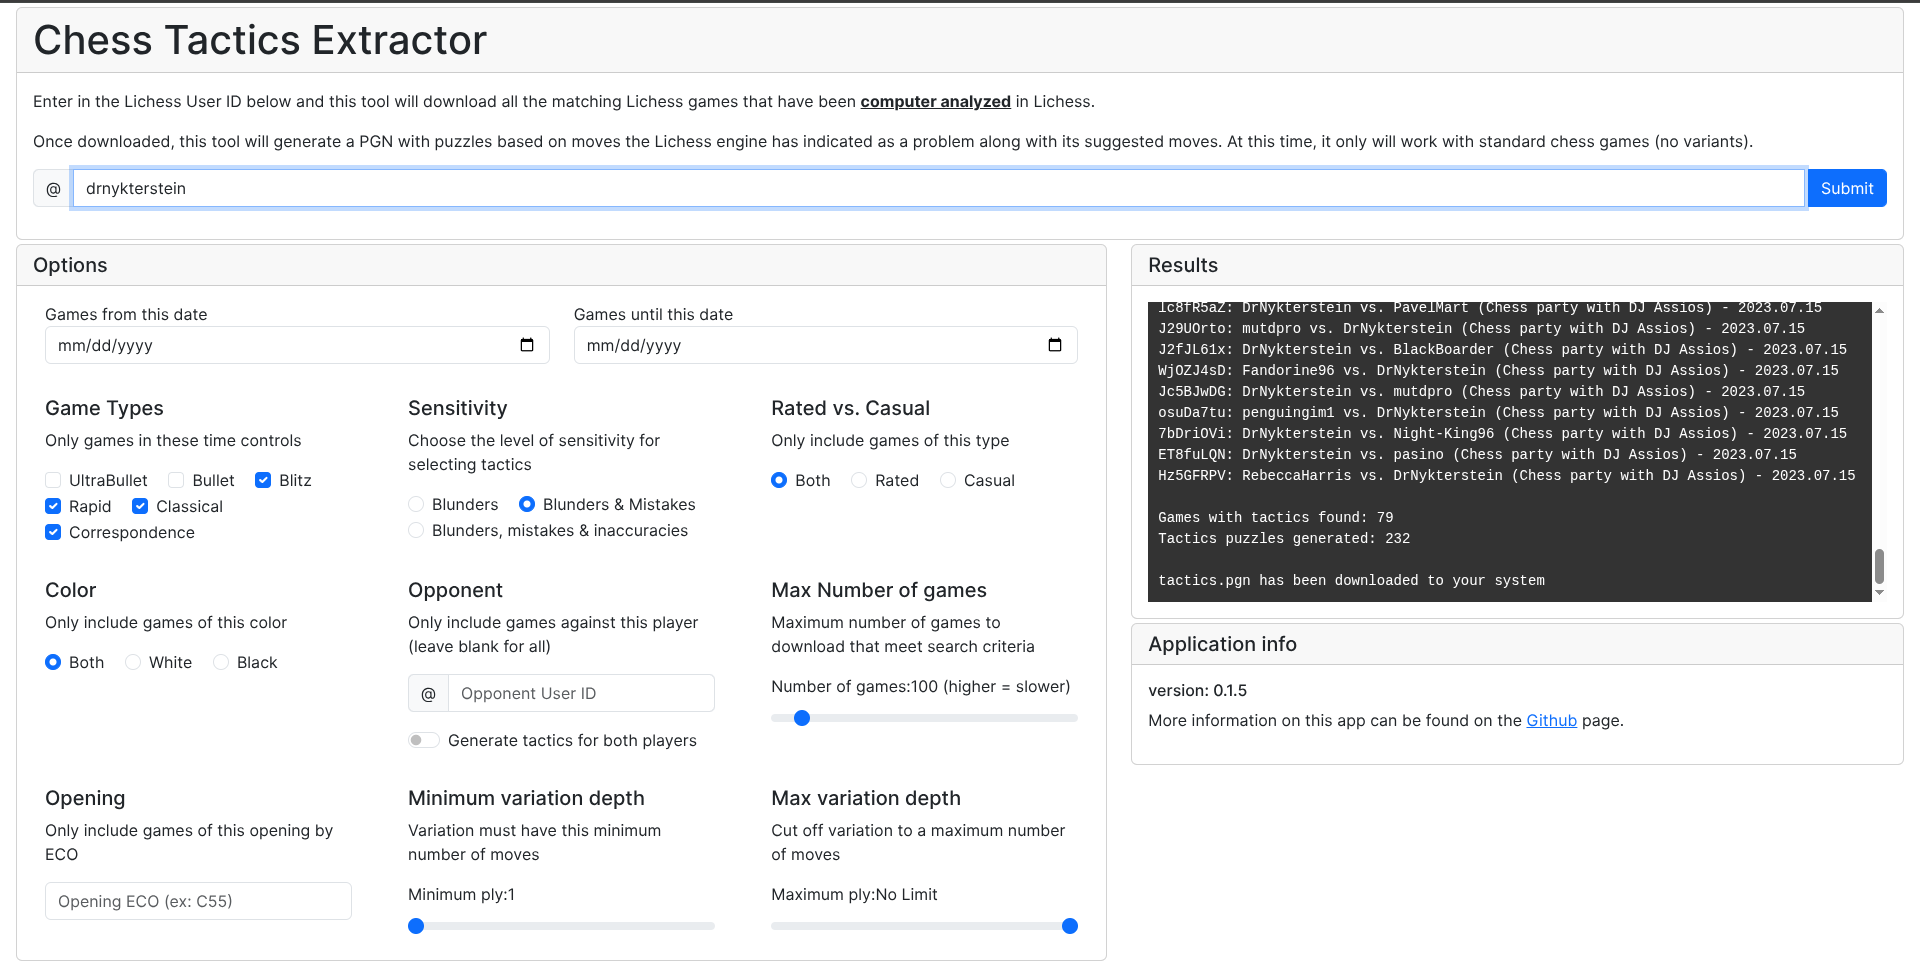 Chess Tactics Extractor
Enter in the Lichess User ID below and this tool will download all the matching Lichess games that have been computer analyzed in Lichess.
Once downloaded, this tool will generate a PGN with puzzles based on moves the Lichess engine has indicated as a problem along with its suggested moves. At this time, it only will work with standard chess games (no variants).
@ drnykterstein Submit
Options
Games from this date
mm/dd/yyyy
Games until this date
mm/dd/yyyy
Game Types
Only games in these time controls
UltraBullet Bullet Blitz
Rapid Classical
Correspondence
Sensitivity
Choose the level of sensitivity for
selecting tactics
Blunders Blunders & Mistakes
Blunders, mistakes & inaccuracies
Rated vs. Casual
Only include games of this type
Both Rated Casual
Color
Only include games of this color
Both White Black
Opponent
Only include games against this player
(leave blank for all)
@ Opponent User ID
Generate tactics for both players
Max Number of games
Maximum number of games to
download that meet search criteria
Number of games:100 (higher = slower)
Opening
Only include games of this opening by
ECO
Opening ECO (ex: C55)
Minimum variation depth
Variation must have this minimum
number of moves
Minimum ply:1
Max variation depth
Cut off variation to a maximum number
of moves
Maximum ply:No Limit
Results
DrNykterstein vs. PavelMart (Chess party with DJ Assios) - 2023.07.15
J29UOrto: mutdpro vs. DrNykterstein (Chess party with DJ Assios) - 2023.07.15
J2fJL61x: DrNykterstein vs. BlackBoarder (Chess party with DJ Assios) - 2023.07.15
WjOZJ4sD: Fandorine96 vs. DrNykterstein (Chess party with DJ Assios) - 2023.07.15
Jc5BJwDG: DrNykterstein vs. mutdpro (Chess party with DJ Assios) - 2023.07.15
osuDa7tu: penguingim1 vs. DrNykterstein (Chess party with DJ Assios) - 2023.07.15
7bDriOVi: DrNykterstein vs. Night-King96 (Chess party with DJ Assios) - 2023.07.15
ET8fuLQN: DrNykterstein vs. pasino (Chess party with DJ Assios) - 2023.07.15
Hz5GFRPV: RebeccaHarris vs. DrNykterstein (Chess party with DJ Assios) - 2023.07.15
Games with tactics found: 79
Tactics puzzles generated: 232
tactics.pgn has been downloaded to your system
Application info
version: 0.1.5
More information on this app can be found on the Github page.